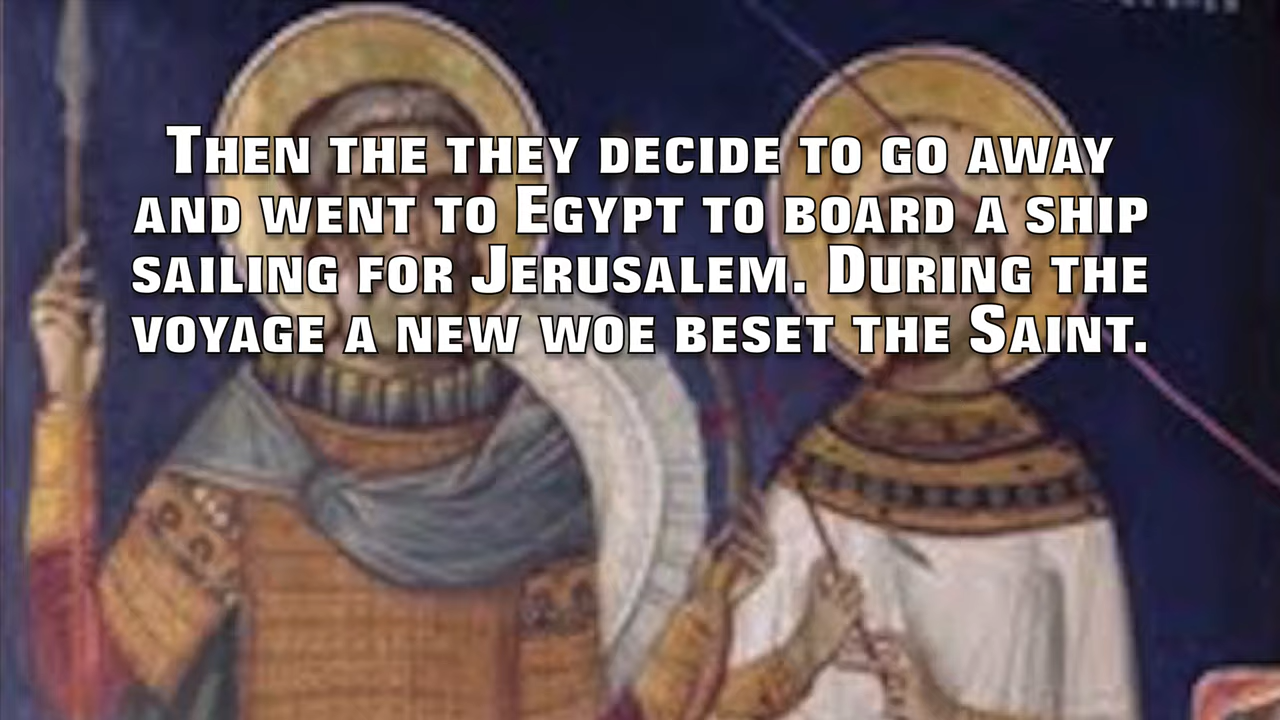 Then the they decide to go away
and went to Egypt to board a ship
sailing for Jerusalem. During the
voyage a new woe beset the Saint.